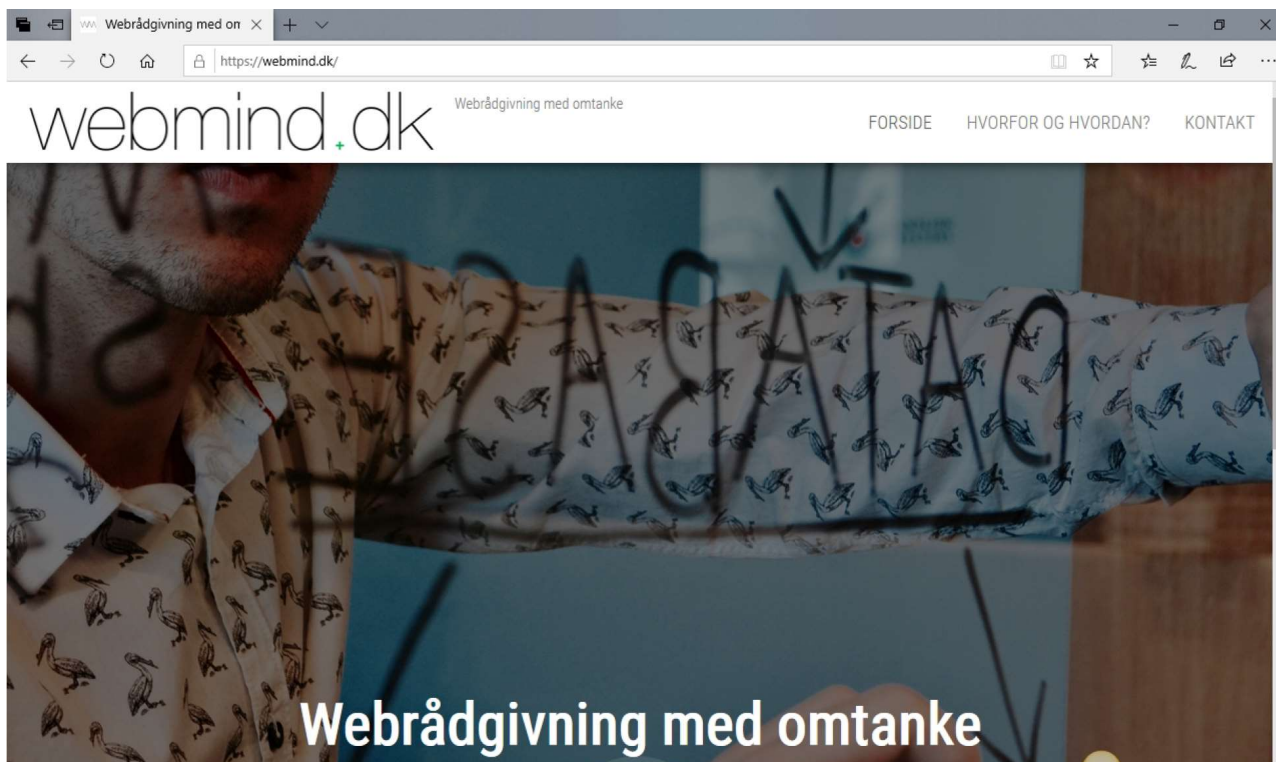 Webrådgivning med om
https://webmind.dk/
webmind.dk
Webrådgivning med omtanke
FORSIDE HVORFOR OG HVORDAN? KONTAKT
DATABASE
Webrådgivning med omtanke